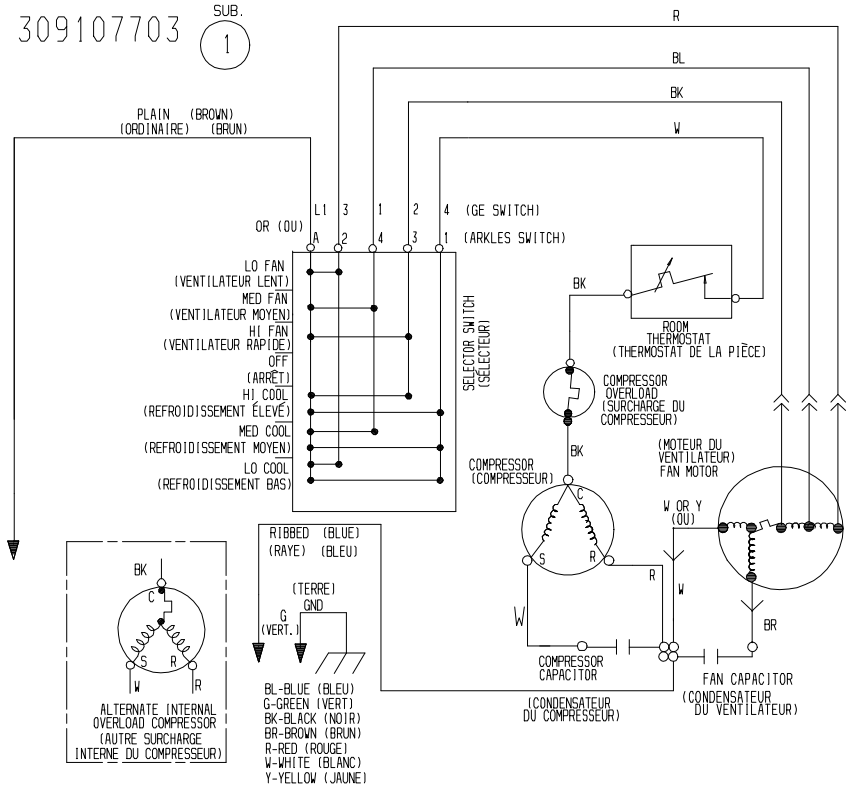 309107703
SUB.
1
R
BL
BK
W
PLAIN (BROWN)
(ORDINAIRE) (BRUN)
L1 3 1 2 4 (GE SWITCH)
OR (OU)
A 2 4 3 1 (ARKLES SWITCH)
LO FAN
(VENTILATEUR LENT)
MED FAN
(VENTILATEUR MOYEN)
HI FAN
(VENTILATEUR RAPIDE)
OFF
(ARRÊT)
HI COOL
(REFROIDISSEMENT ÉLEVÉ)
MED COOL
(REFROIDISSEMENT MOYEN)
LO COOL
(REFROIDISSEMENT BAS)
SELECTOR SWITCH
(SÉLECTEUR)
BK
ROOM
THERMOSTAT
(THERMOSTAT DE LA PIÈCE)
COMPRESSOR
OVERLOAD
(SURCHARGE DU
COMPRESSEUR)
BK
COMPRESSOR
(COMPRESSEUR)
C
S
R
(MOTEUR DU
VENTILATEUR)
FAN MOTOR
W OR Y
(OU)
R
W
BR
W
COMPRESSOR
CAPACITOR
(CONDENSATEUR
DU COMPRESSEUR)
FAN CAPACITOR
(CONDENSATEUR
DU VENTILATEUR)
RIBBED (BLUE)
(RAYE) (BLEU)
(TERRE)
GND
G
(VERT.)
BK
C
S
R
W
R
ALTERNATE INTERNAL
OVERLOAD COMPRESSOR
(AUTRE SURCHARGE
INTERNE DU COMPRESSEUR)
BL-BLUE (BLEU)
G-GREEN (VERT)
BK-BLACK (NOIR)
BR-BROWN (BRUN)
R-RED (ROUGE)
W-WHITE (BLANC)
Y-YELLOW (JAUNE)